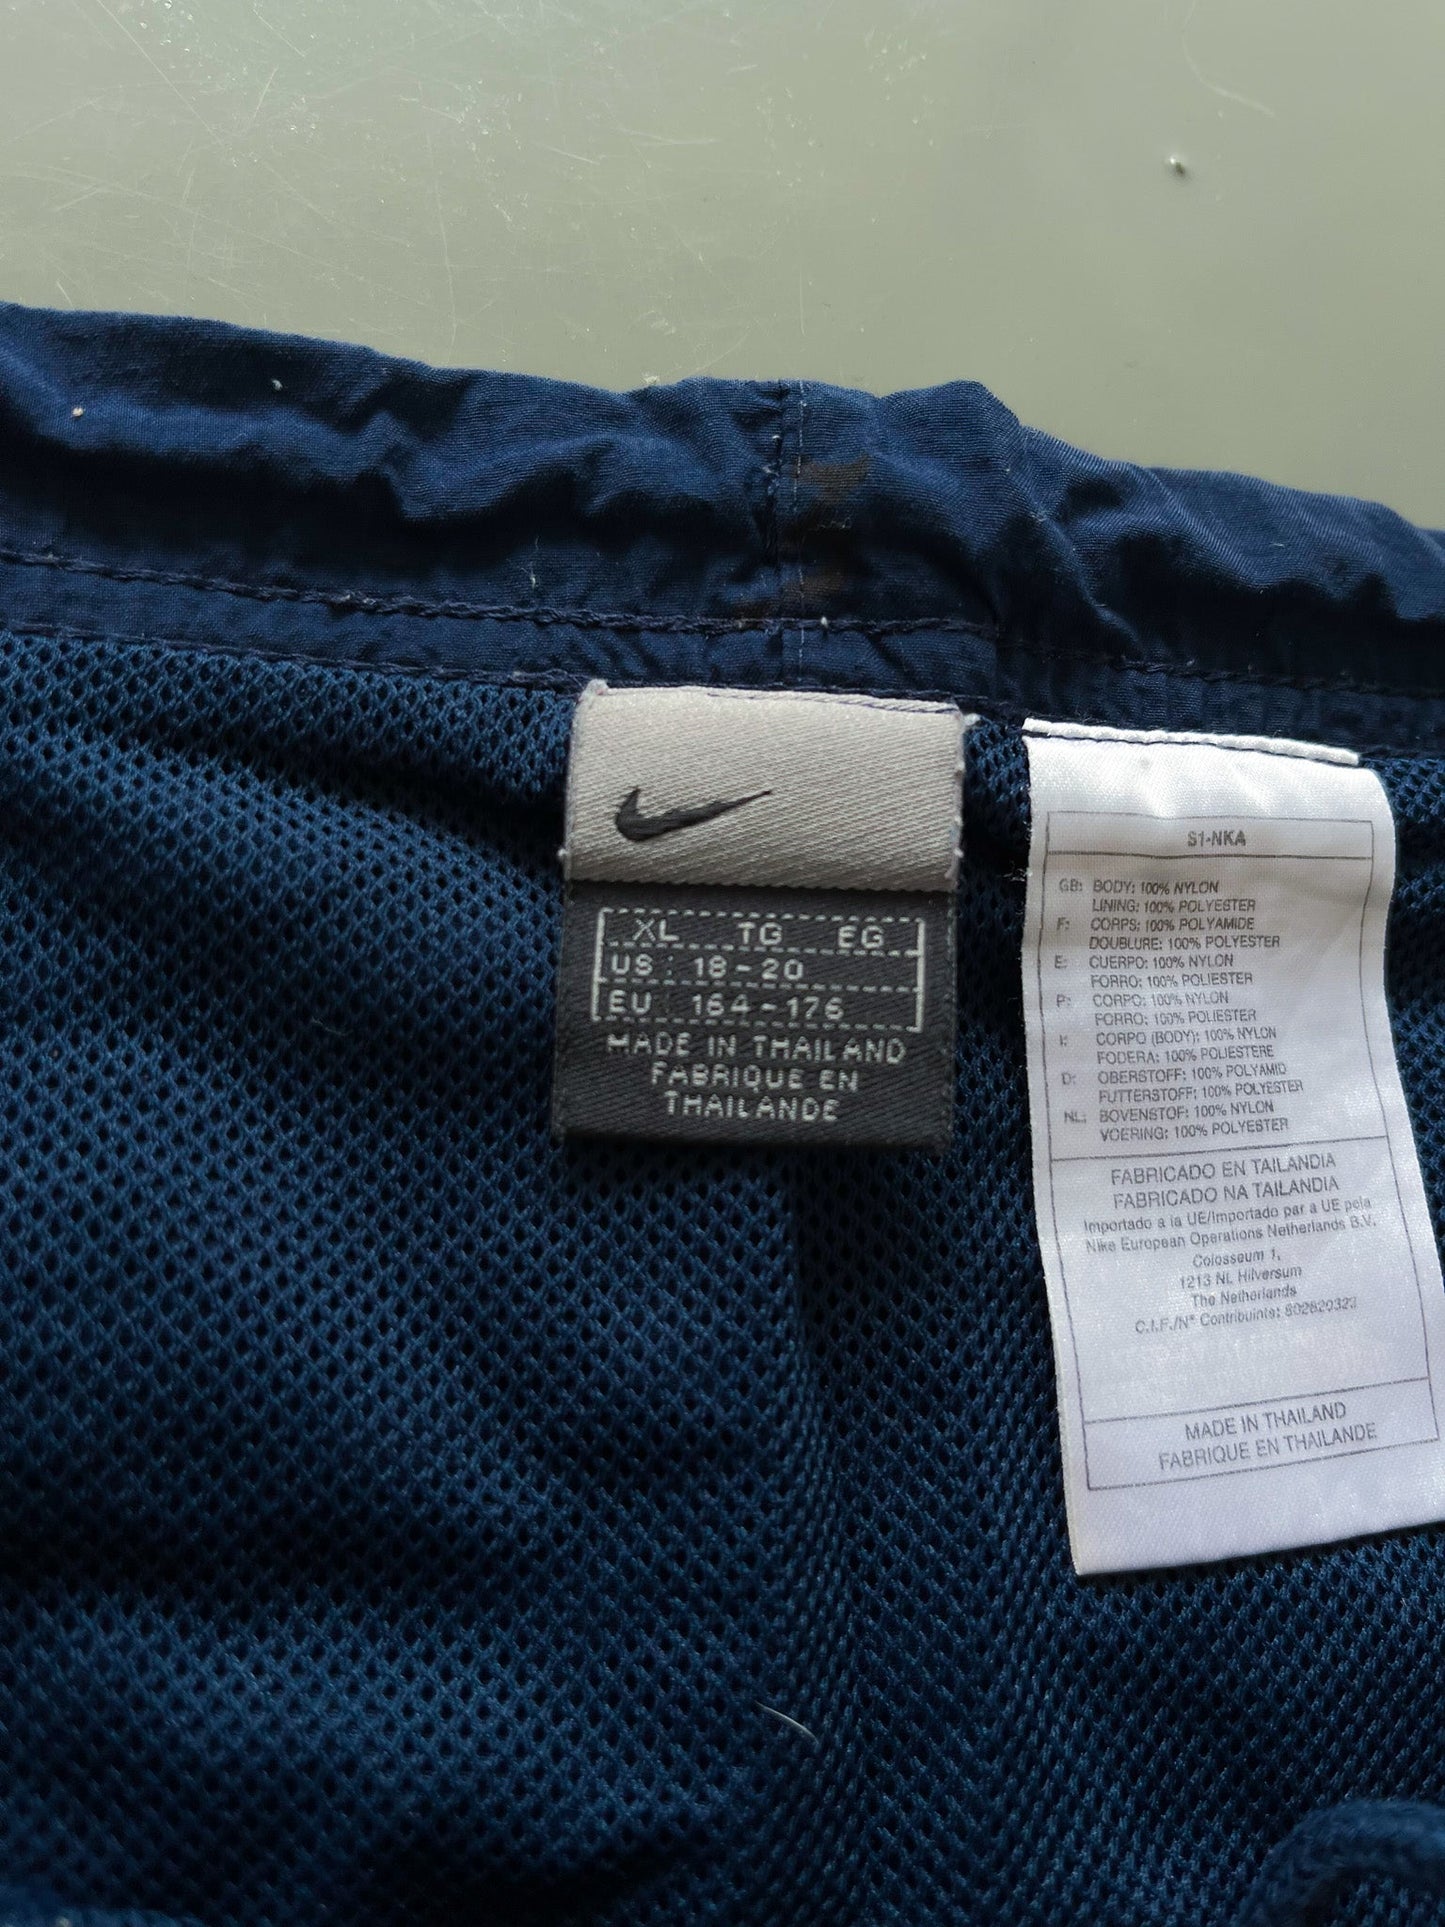 XL TG EG
US: 18-20
EU: 164-176
MADE IN THAILAND
FABRIQUE EN
THAILANDE
S1-NKA
GB: BODY: 100% NYLON
LINING: 100% POLYESTER
F: CORPS: 100% POLYAMIDE
DOUBLURE: 100% POLYESTER
E: CUERPO: 100% NYLON
FORRO: 100% POLIESTER
P: CORPO: 100% NYLON
FORRO: 100% POLIESTER
I: CORPO (BODY): 100% NYLON
FODERA: 100% POLIESTERE
D: OBERSTOFF: 100% POLYAMID
FUTTERSTOFF: 100% POLYESTER
NL: BOVENSTOF: 100% NYLON
VOERING: 100% POLYESTER
FABRICADO EN TAILANDIA
FABRICADO NA TAILANDIA
Importado a la UE/Importado par a UE pela
Nike European Operations Netherlands B.V.
Colosseum 1,
1213 NL Hilversum
The Netherlands
C.I.F./N° Contribuinte: 802820323
MADE IN THAILAND
FABRIQUE EN THAILANDE